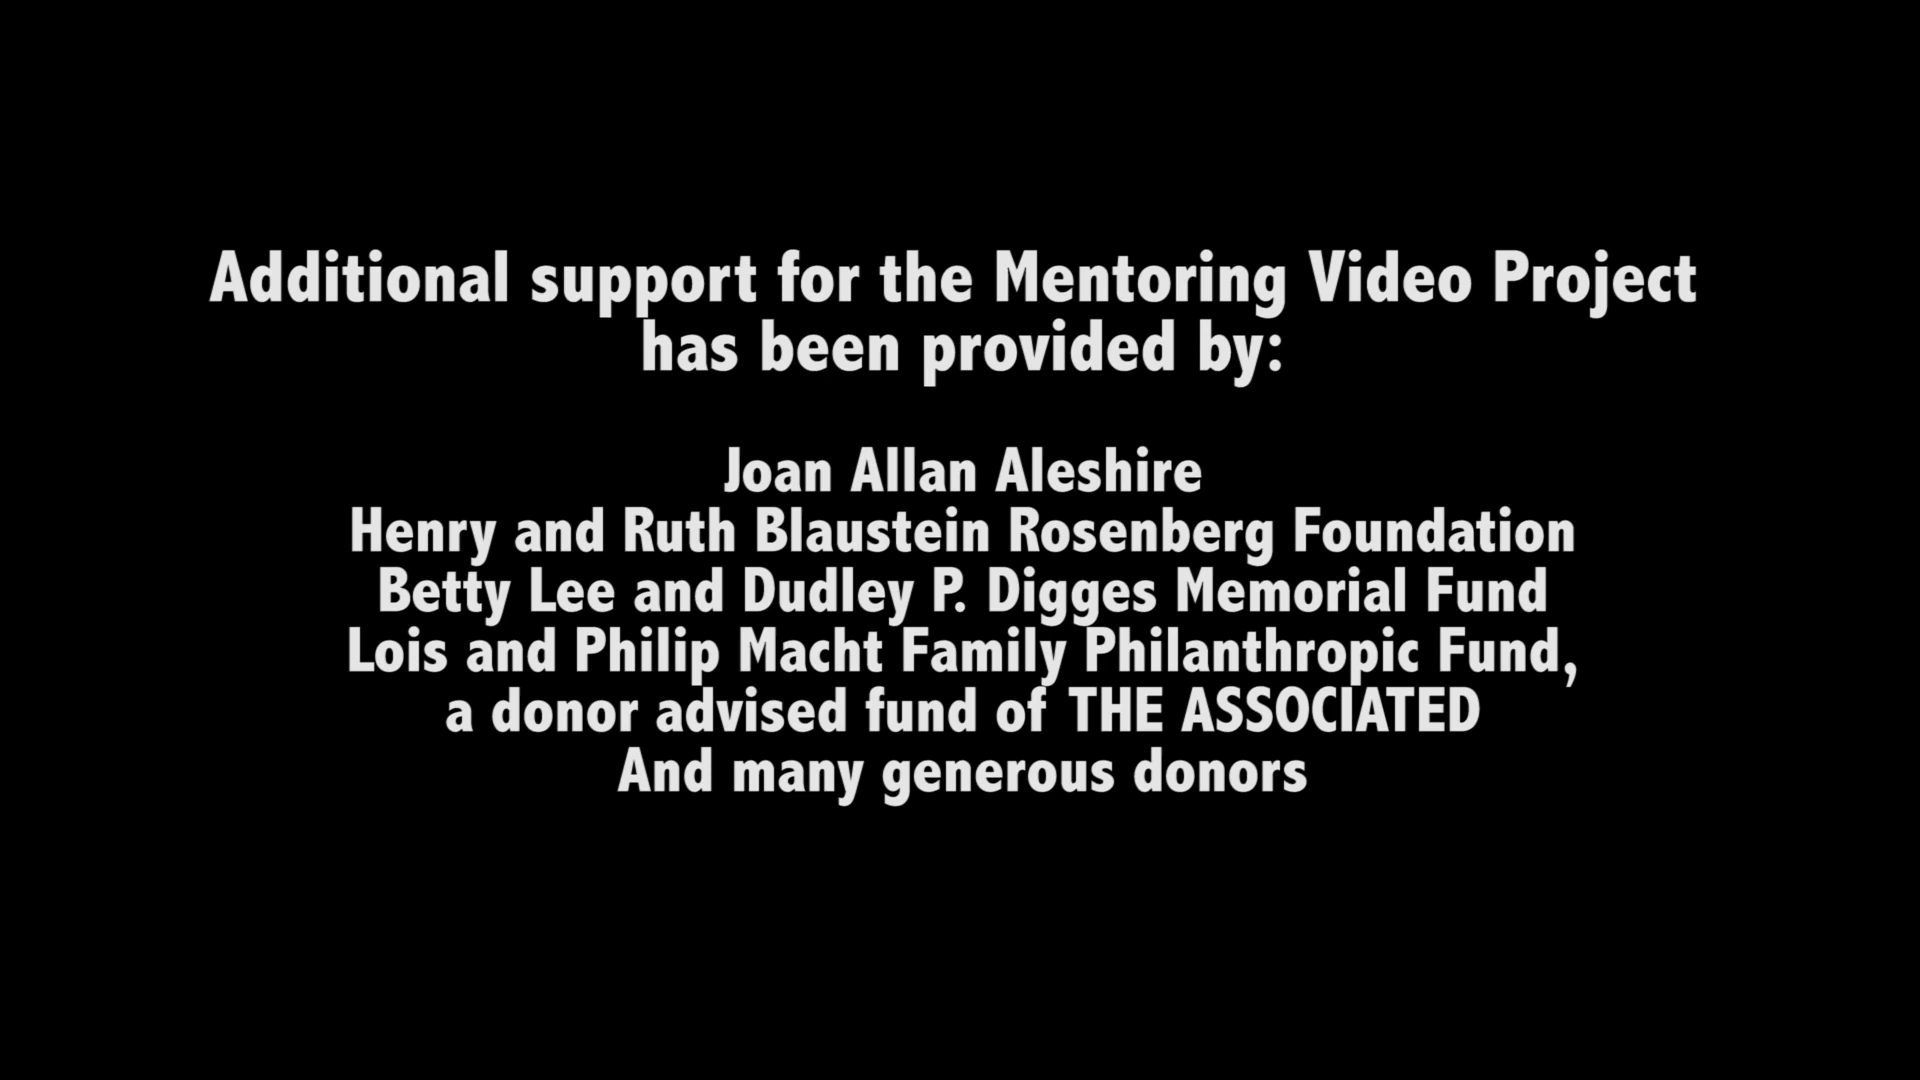 Additional support for the Mentoring Video Project
has been provided by:
Joan Allan Aleshire
Henry and Ruth Blaustein Rosenberg Foundation
Betty Lee and Dudley P. Digges Memorial Fund
Lois and Philip Macht Family Philanthropic Fund,
a donor advised fund of THE ASSOCIATED
And many generous donors